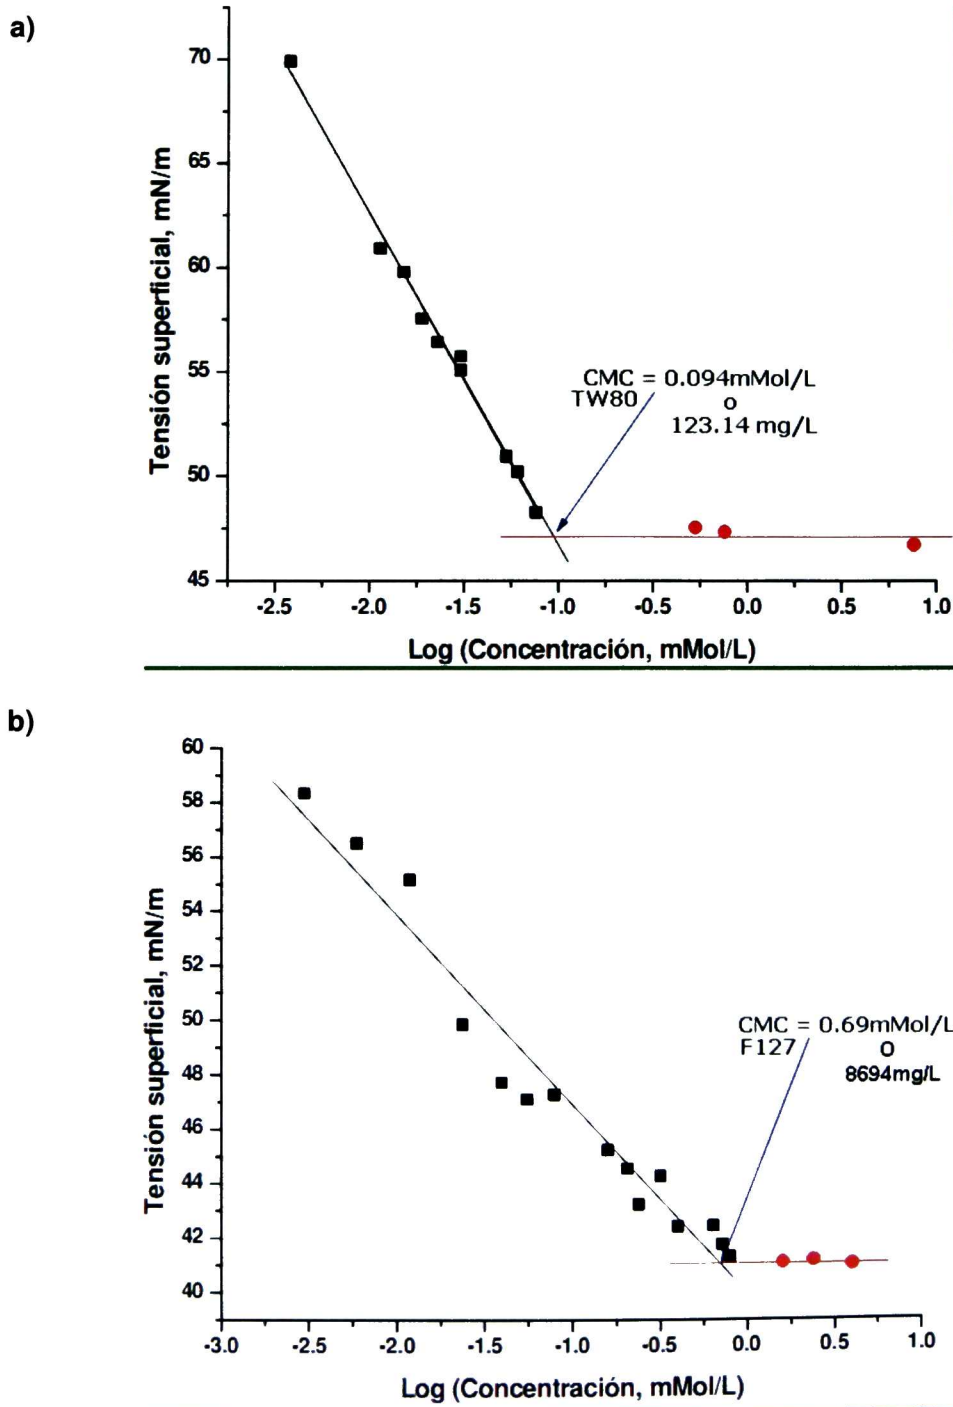 a)
70
65
60
55
50
45
Tensión superficial, mN/m
CMC = 0.094mMol/L
TW80 o
123.14 mg/L
-2.5 -2.0 -1.5 -1.0 -0.5 0.0 0.5 1.0
Log (Concentración, mMol/L)
b)
60
58
56
54
52
50
48
46
44
42
40
Tensión superficial, mN/m
CMC = 0.69mMol/L
F127 O
8694mg/L
-3.0 -2.5 -2.0 -1.5 -1.0 -0.5 0.0 0.5 1.0
Log (Concentración, mMol/L)